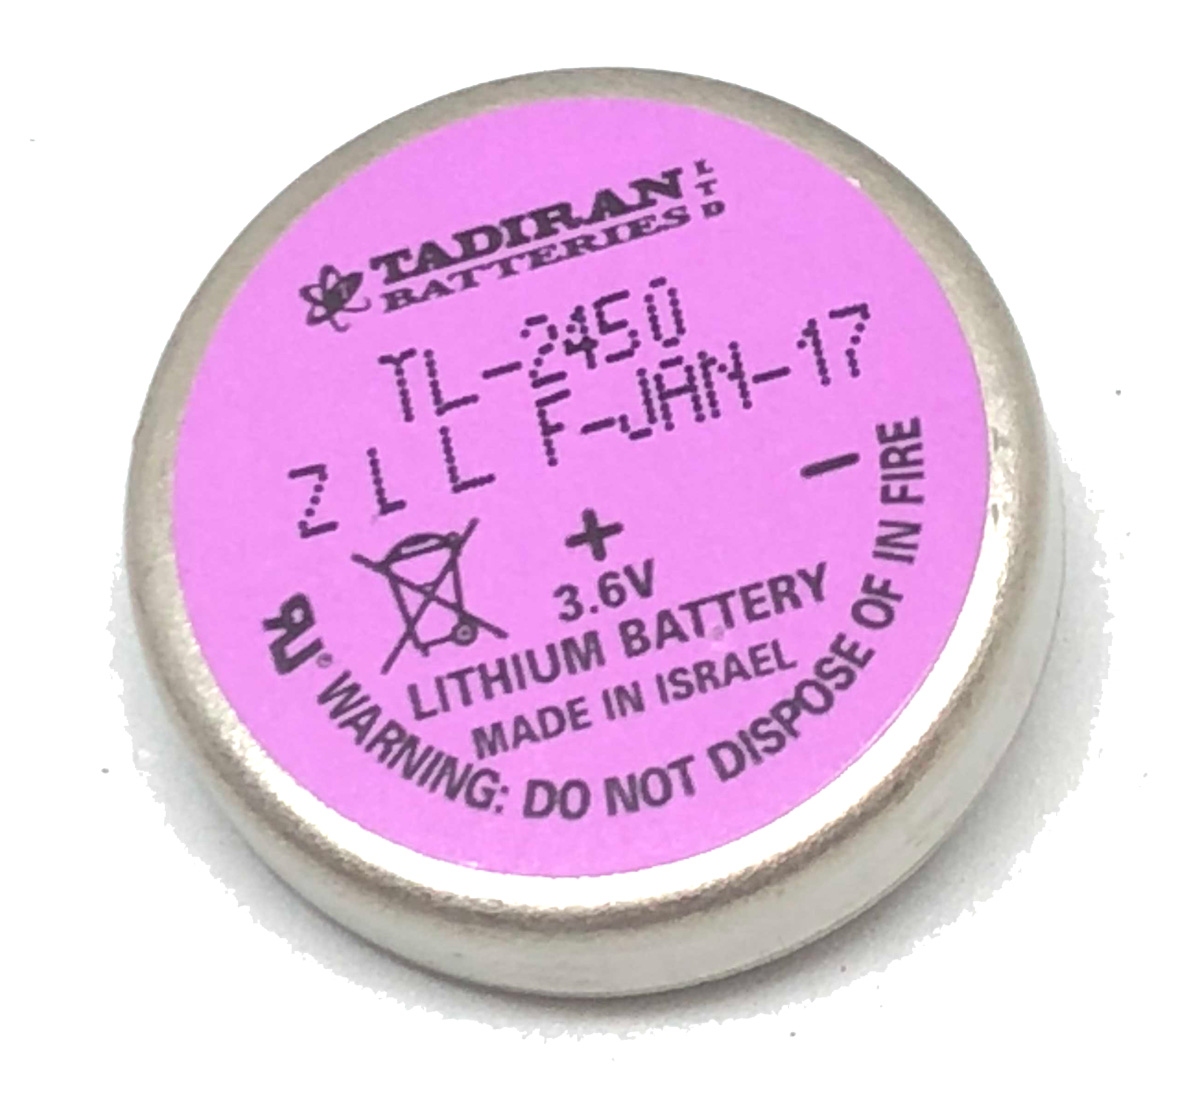 TADIRAN LTD
BATTERIES
TL-2450
Z 1 L F-JAN-17
+ -
3.6V
LITHIUM BATTERY
MADE IN ISRAEL
WARNING: DO NOT DISPOSE OF IN FIRE